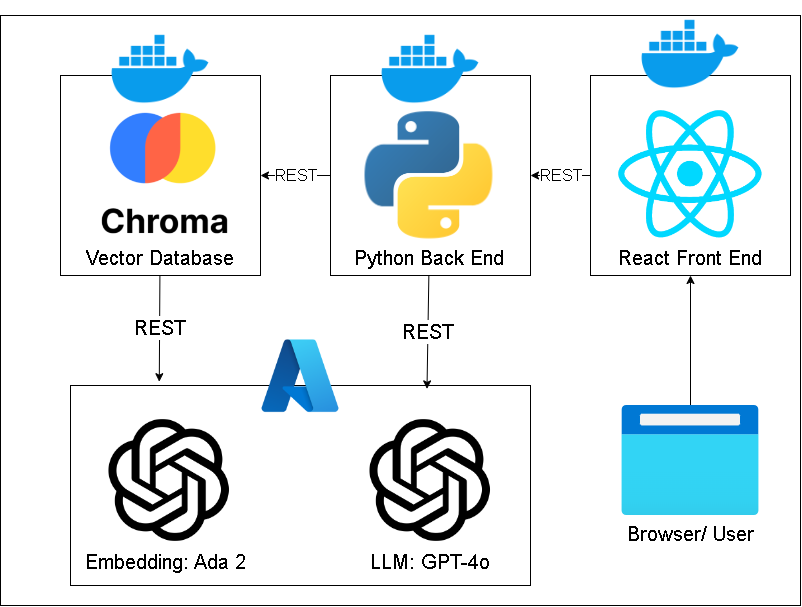 REST
REST
Chroma
Vector Database
Python Back End
React Front End
REST
REST
Embedding: Ada 2
LLM: GPT-4o
Browser/ User